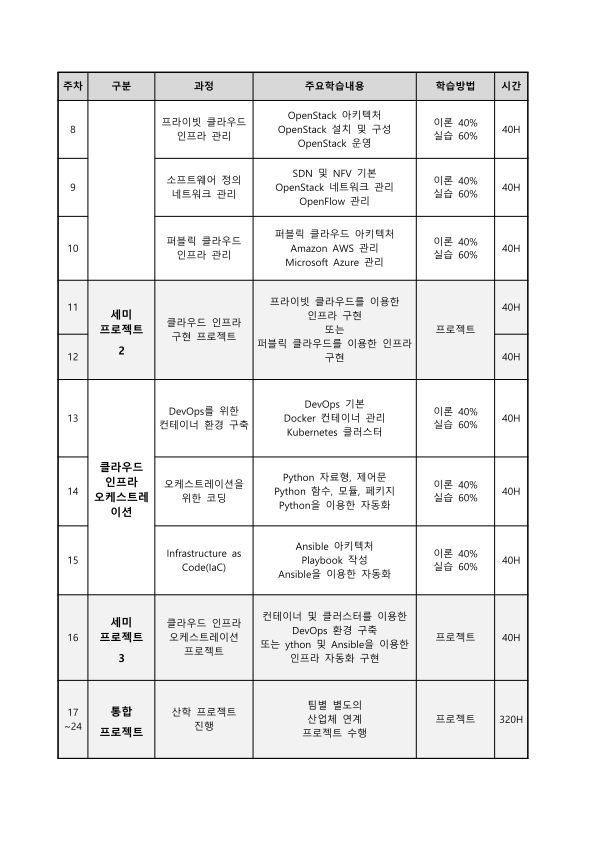 주차 구분 과정 주요학습내용 학습방법 시간
8
프라이빗 클라우드
인프라 관리
OpenStack 아키텍처
OpenStack 설치 및 구성
OpenStack 운영
이론 40%
실습 60%
40H
9
소프트웨어 정의
네트워크 관리
SDN 및 NFV 기본
OpenStack 네트워크 관리
OpenFlow 관리
이론 40%
실습 60%
40H
10
퍼블릭 클라우드
인프라 관리
퍼블릭 클라우드 아키텍처
Amazon AWS 관리
Microsoft Azure 관리
이론 40%
실습 60%
40H
11
12
세미
프로젝트
2
클라우드 인프라
구현 프로젝트
프라이빗 클라우드를 이용한
인프라 구현
또는
퍼블릭 클라우드를 이용한 인프라
구현
프로젝트
40H
40H
13
클라우드
인프라
오케스트레
이션
DevOps를 위한
컨테이너 환경 구축
DevOps 기본
Docker 컨테이너 관리
Kubernetes 클러스터
이론 40%
실습 60%
40H
14
오케스트레이션을
위한 코딩
Python 자료형, 제어문
Python 함수, 모듈, 페키지
Python을 이용한 자동화
이론 40%
실습 60%
40H
15
Infrastructure as
Code(IaC)
Ansible 아키텍처
Playbook 작성
Ansible을 이용한 자동화
이론 40%
실습 60%
40H
16
세미
프로젝트
3
클라우드 인프라
오케스트레이션
프로젝트
컨테이너 및 클러스터를 이용한
DevOps 환경 구축
또는 ython 및 Ansible을 이용한
인프라 자동화 구현
프로젝트
40H
17
~24
통합
프로젝트
산학 프로젝트
진행
팀별 별도의
산업체 연계
프로젝트 수행
프로젝트
320H